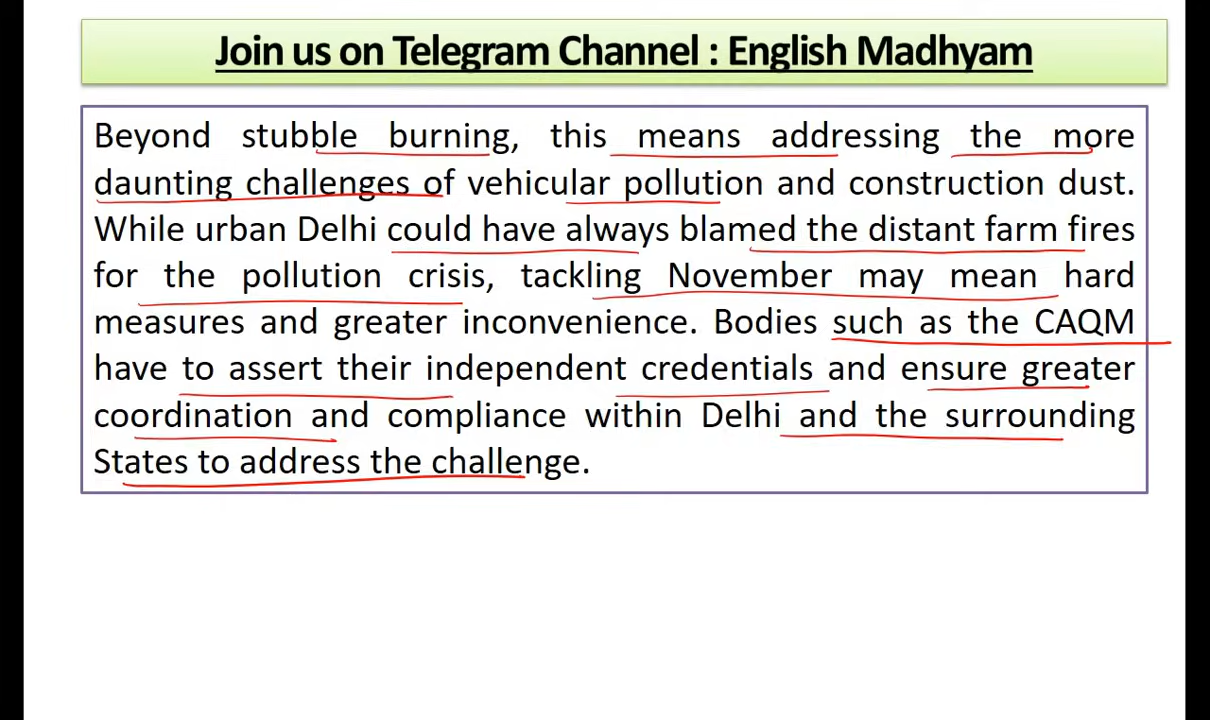 Join us on Telegram Channel : English Madhyam
Beyond stubble burning, this means addressing the more
daunting challenges of vehicular pollution and construction dust.
While urban Delhi could have always blamed the distant farm fires
for the pollution crisis, tackling November may mean hard
measures and greater inconvenience. Bodies such as the CAQM
have to assert their independent credentials and ensure greater
coordination and compliance within Delhi and the surrounding
States to address the challenge.